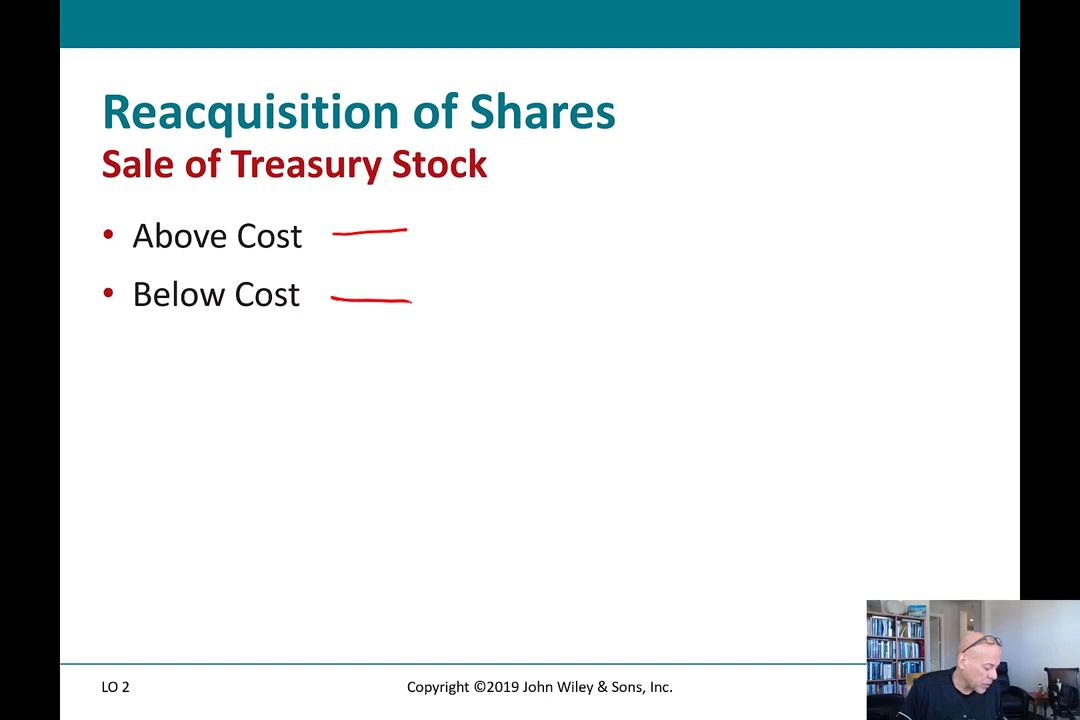 Reacquisition of Shares
Sale of Treasury Stock
• Above Cost
• Below Cost
LO 2
Copyright ©2019 John Wiley & Sons, Inc.